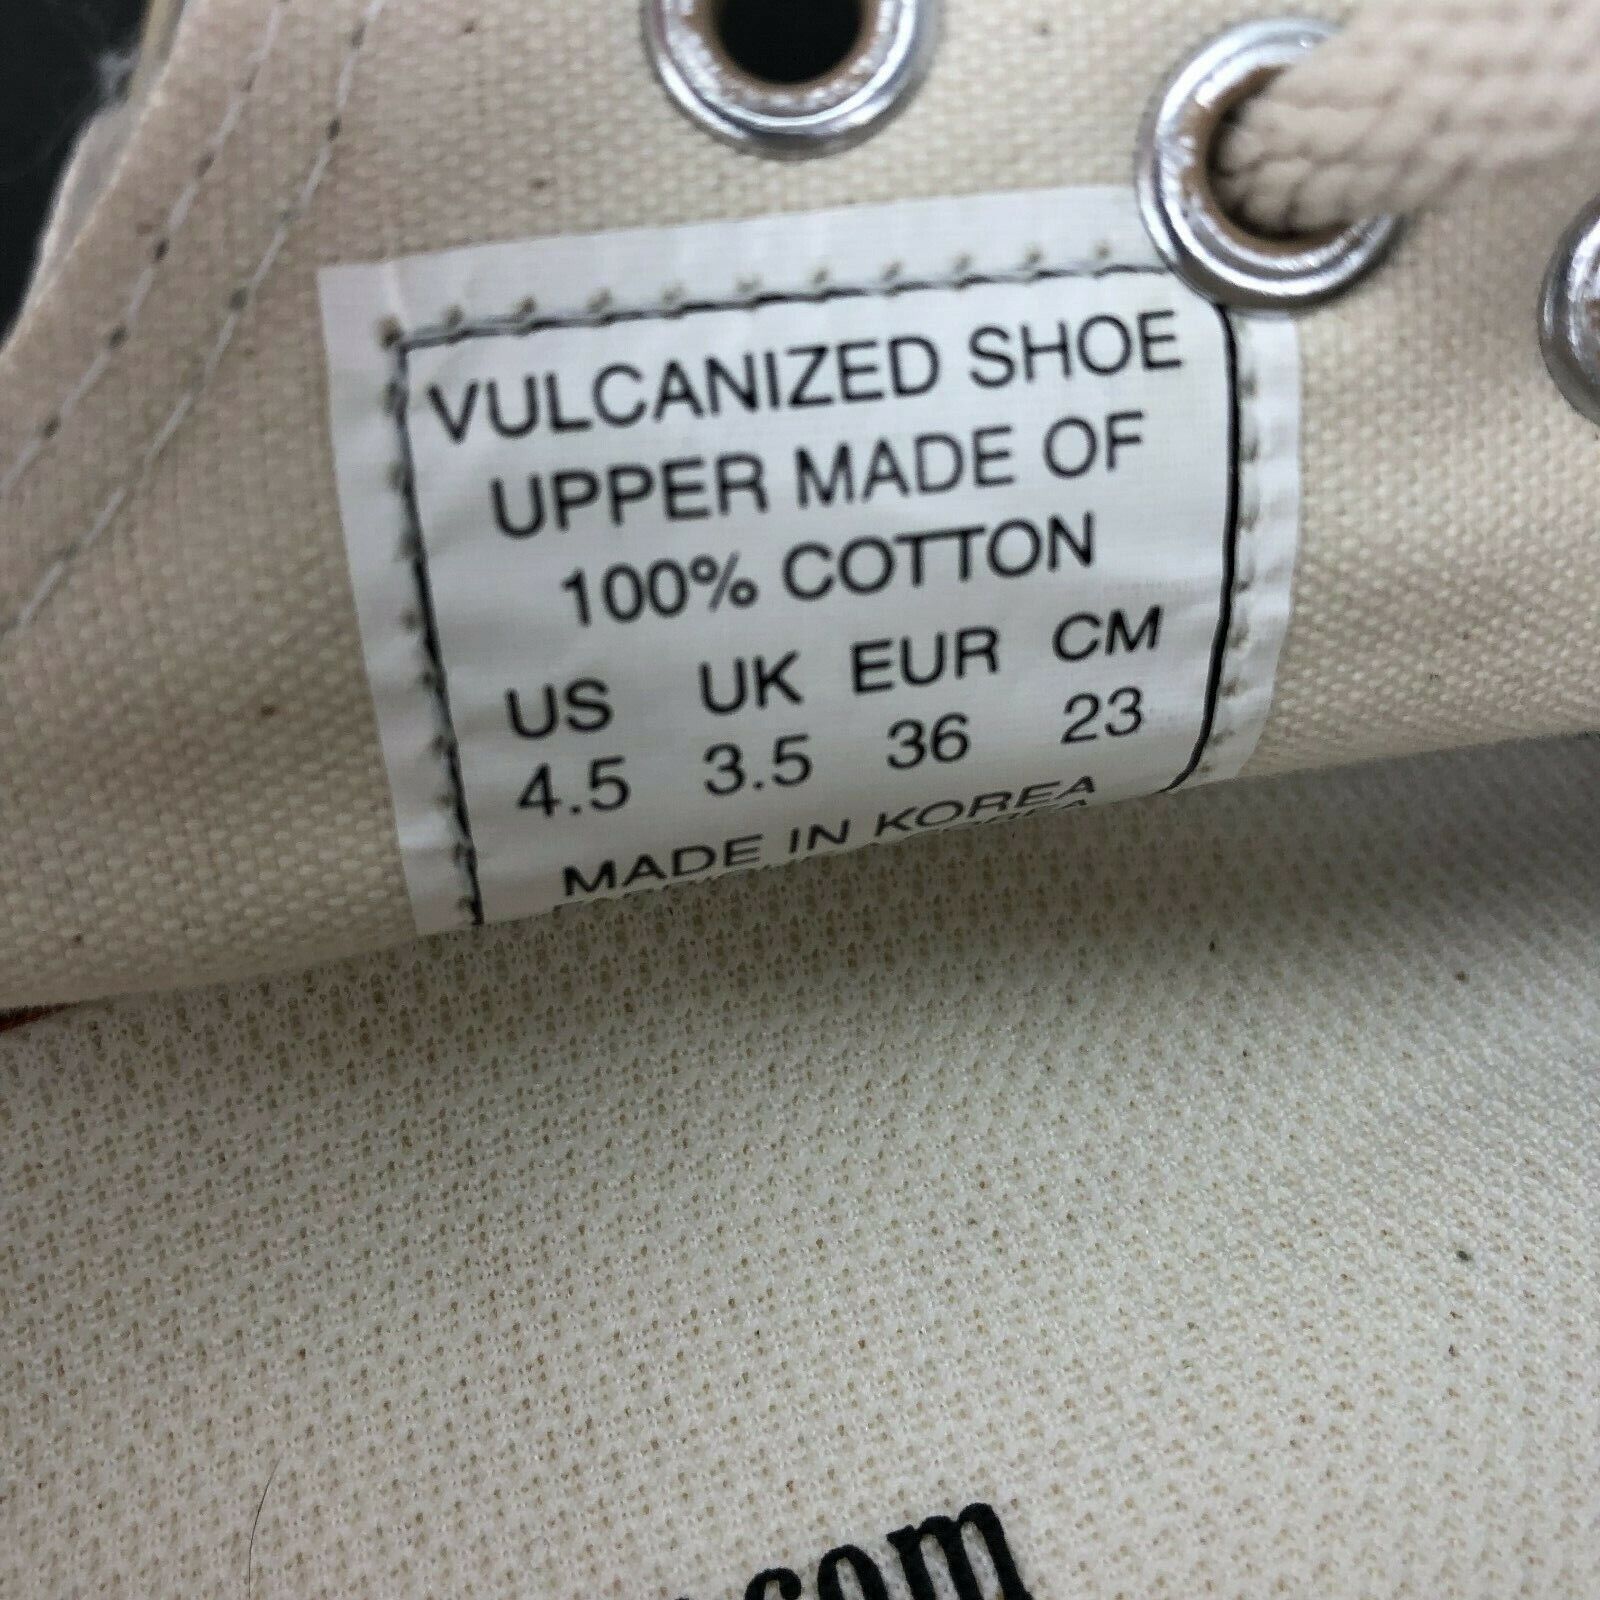 VULCANIZED SHOE
UPPER MADE OF
100% COTTON
US UK EUR CM
4.5 3.5 36 23
MADE IN KOREA
.com